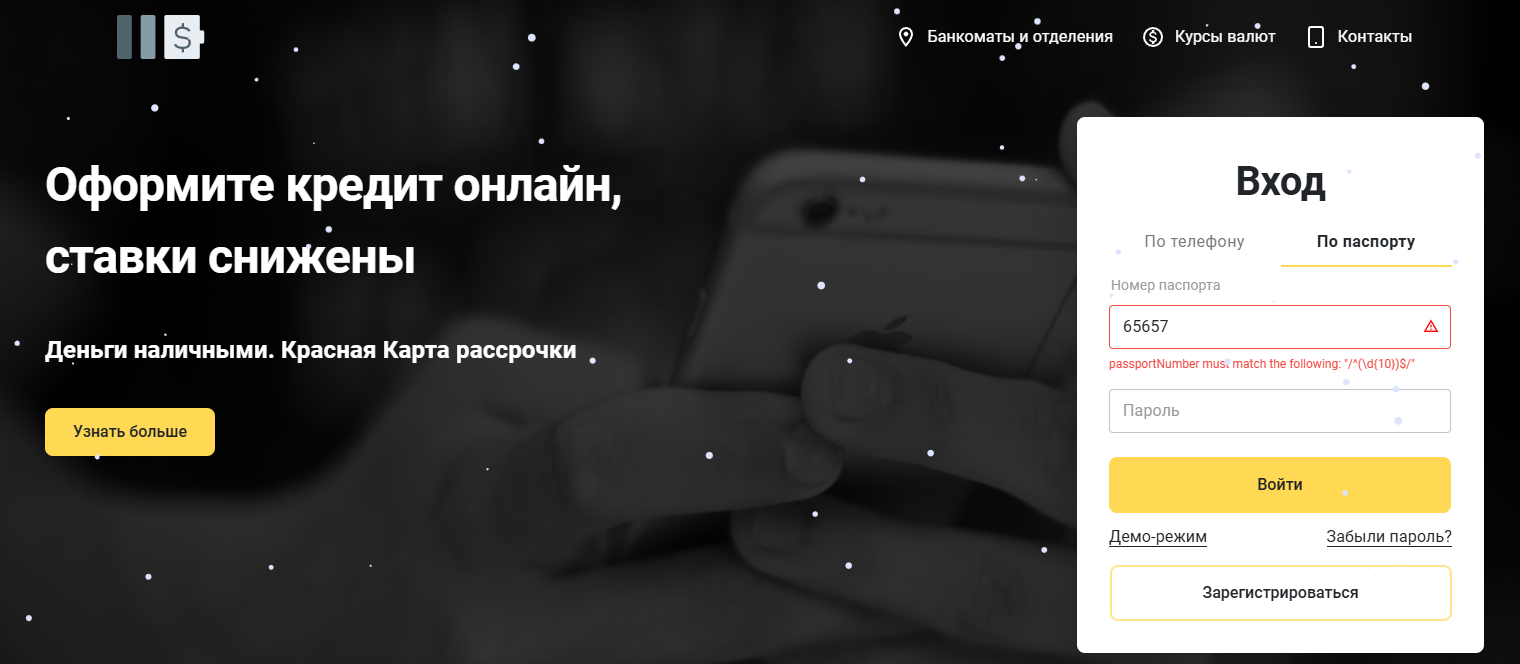 $
Банкоматы и отделения
Курсы валют
Контакты
Оформите кредит онлайн,
ставки снижены
Деньги наличными. Красная Карта рассрочки
Узнать больше
Вход
По телефону
По паспорту
Номер паспорта
65657
passportNumber must match the following: "/^(\d{10})$/"
Пароль
Войти
Демо-режим
Забыли пароль?
Зарегистрироваться